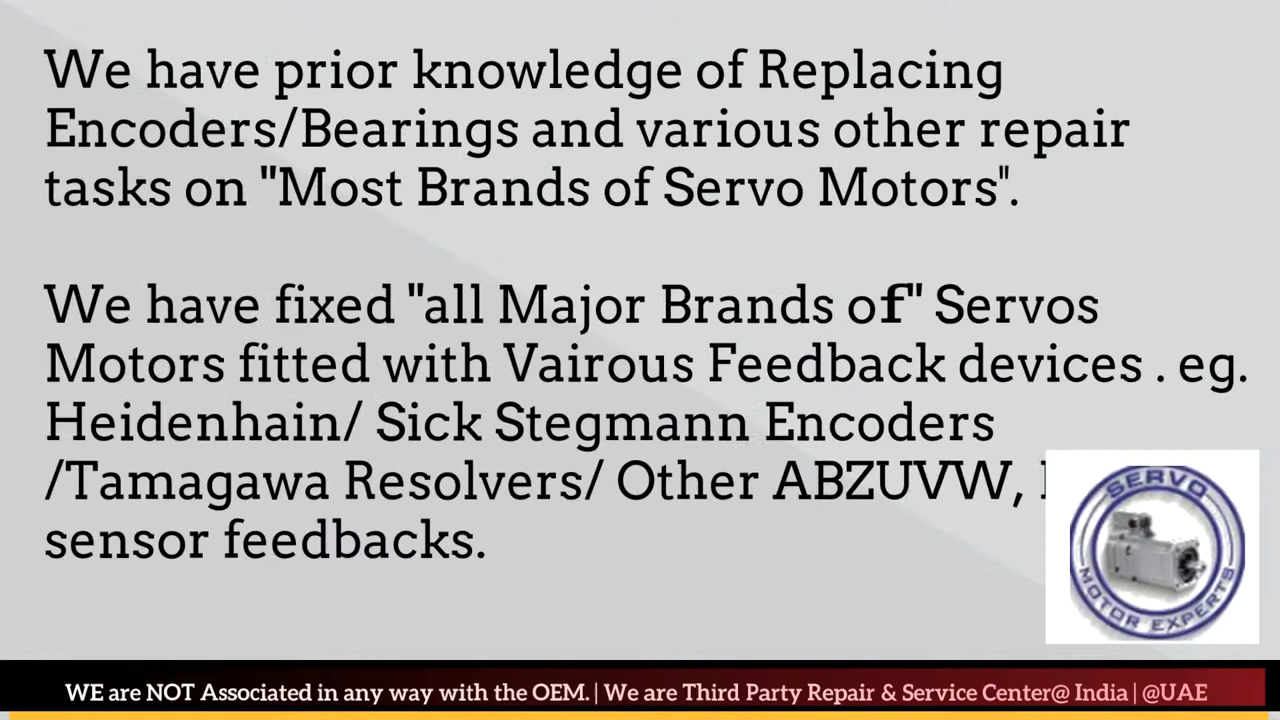 We have prior knowledge of Replacing
Encoders/Bearings and various other repair
tasks on "Most Brands of Servo Motors".
We have fixed "all Major Brands of" Servos
Motors fitted with Vairous Feedback devices . eg.
Heidenhain/ Sick Stegmann Encoders
/Tamagawa Resolvers/ Other ABZUVW,
sensor feedbacks.
SERVO
MOTOR EXPERTS
WE are NOT Associated in any way with the OEM. | We are Third Party Repair & Service Center@ India | @UAE